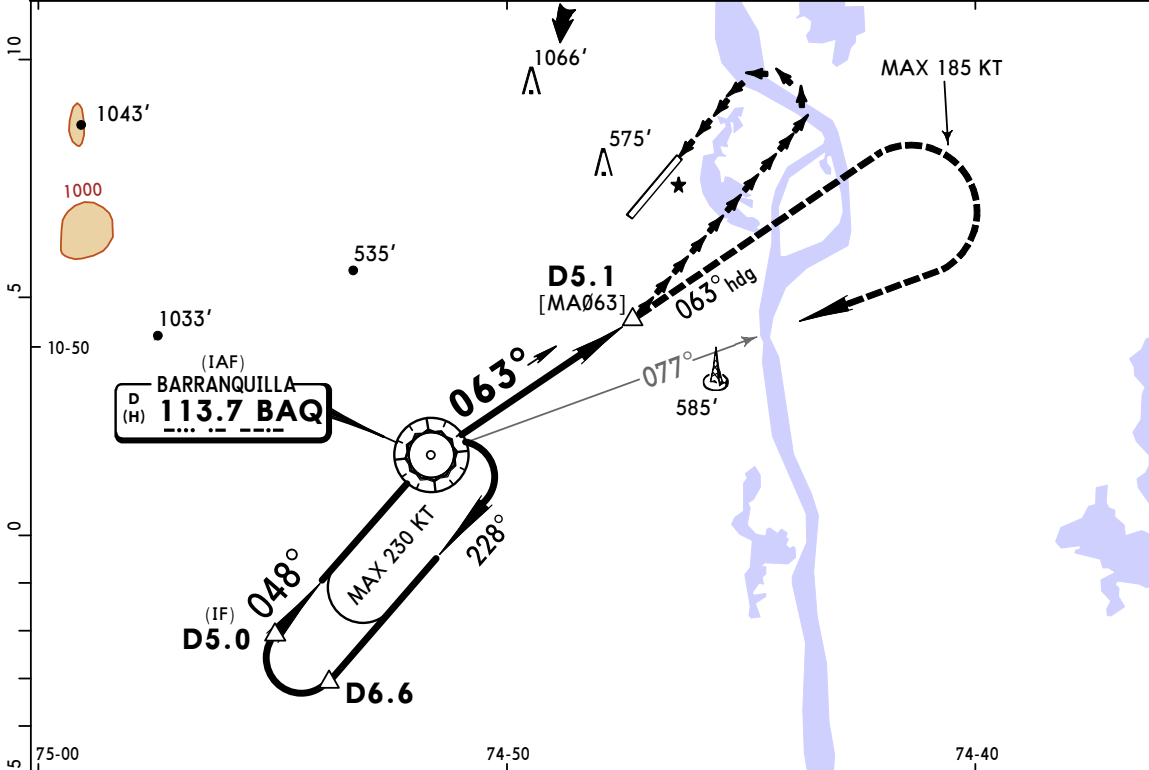 10
1066′
MAX 185 KT
1043′
575′
1000
535′
5
D5.1
[MAØ63]
063° hdg
1033′
10-50
(IAF)
BARRANQUILLA
D
(H)
113.7 BAQ
063°
077°
585′
0
MAX 230 KT
228°
048°
(IF)
D5.0
D6.6
5
75-00
74-50
74-40